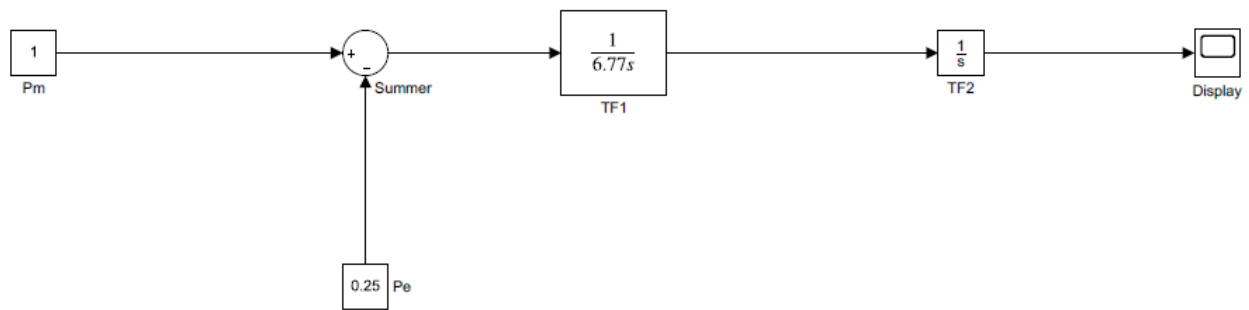 1
Pm
+
−
Summer
1
6.77s
TF1
1
s
TF2
Display
0.25
Pe